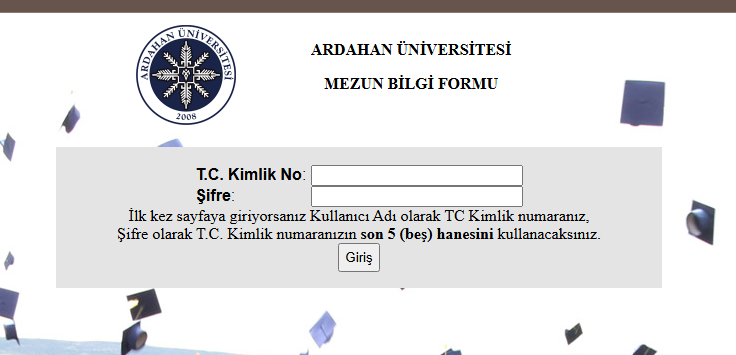 ARDAHAN ÜNİVERSİTESİ
2008
ARDAHAN ÜNİVERSİTESİ
MEZUN BİLGİ FORMU
T.C. Kimlik No:
Şifre:
İlk kez sayfaya giriyorsanız Kullanıcı Adı olarak TC Kimlik numaranız,
Şifre olarak T.C. Kimlik numaranızın son 5 (beş) hanesini kullanacaksınız.
Giriş